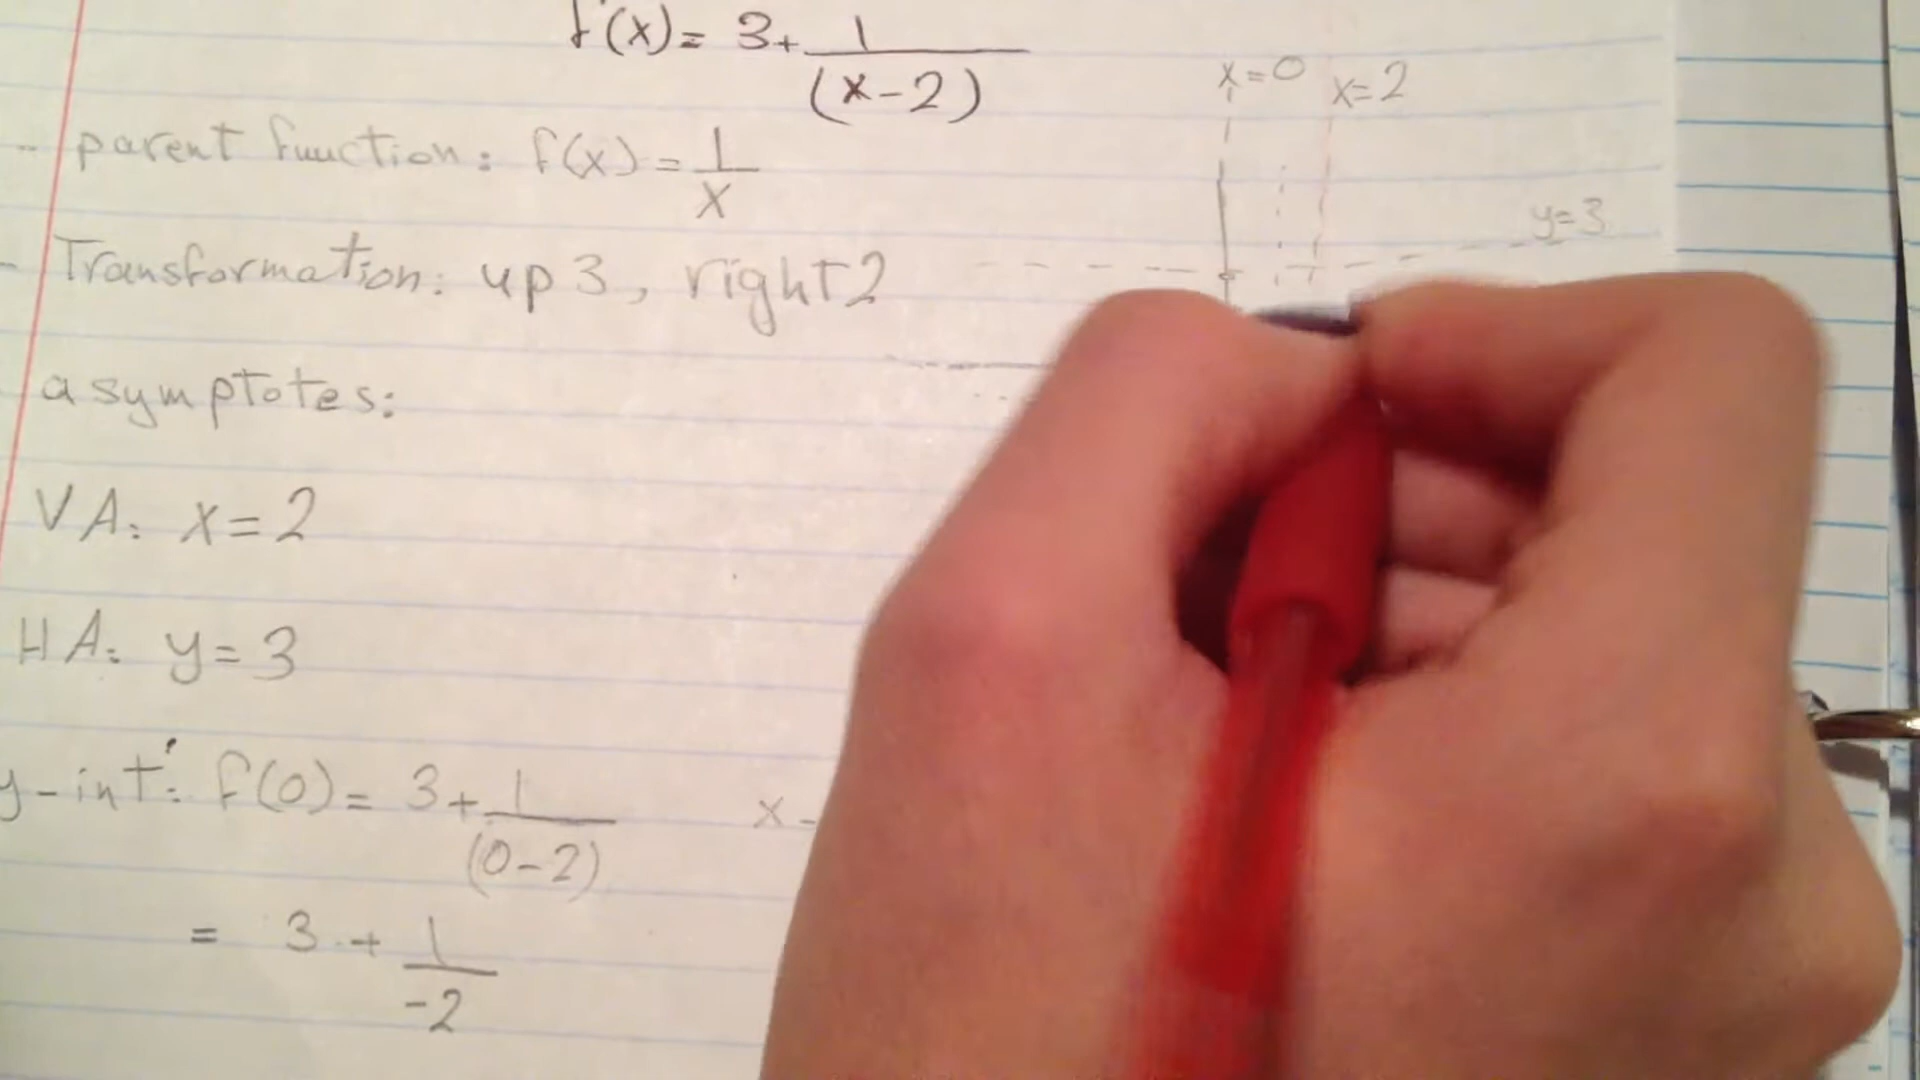 f(x)= 3+ 1/(x-2)
x=0 x=2
- parent function: f(x)= 1/x
y=3
- Transformation: up 3, right 2
asymptotes:
VA: x=2
HA: y=3
y-int: f(0)= 3+ 1/(0-2)
x-
= 3 + 1/-2